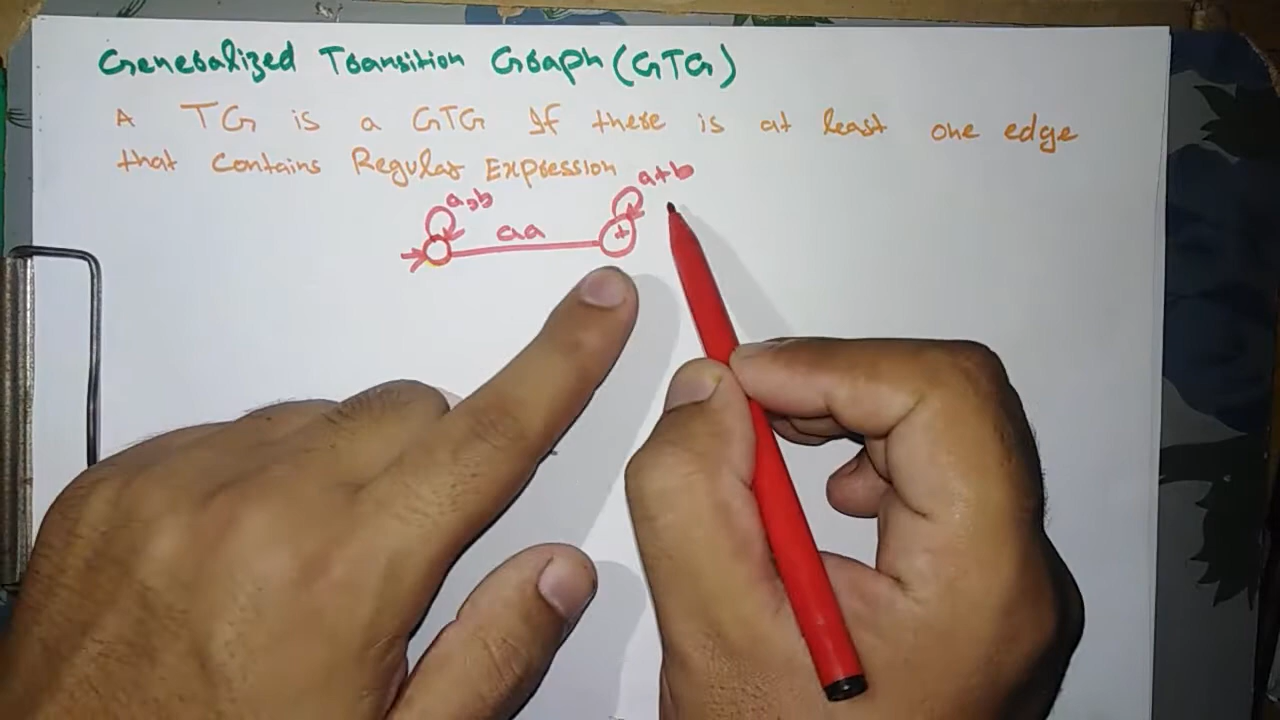 Generalized Transition Graph (GTG)
A TG is a GTG If there is at least one edge
that contains Regular Expression
a,b
aa
a+b
+